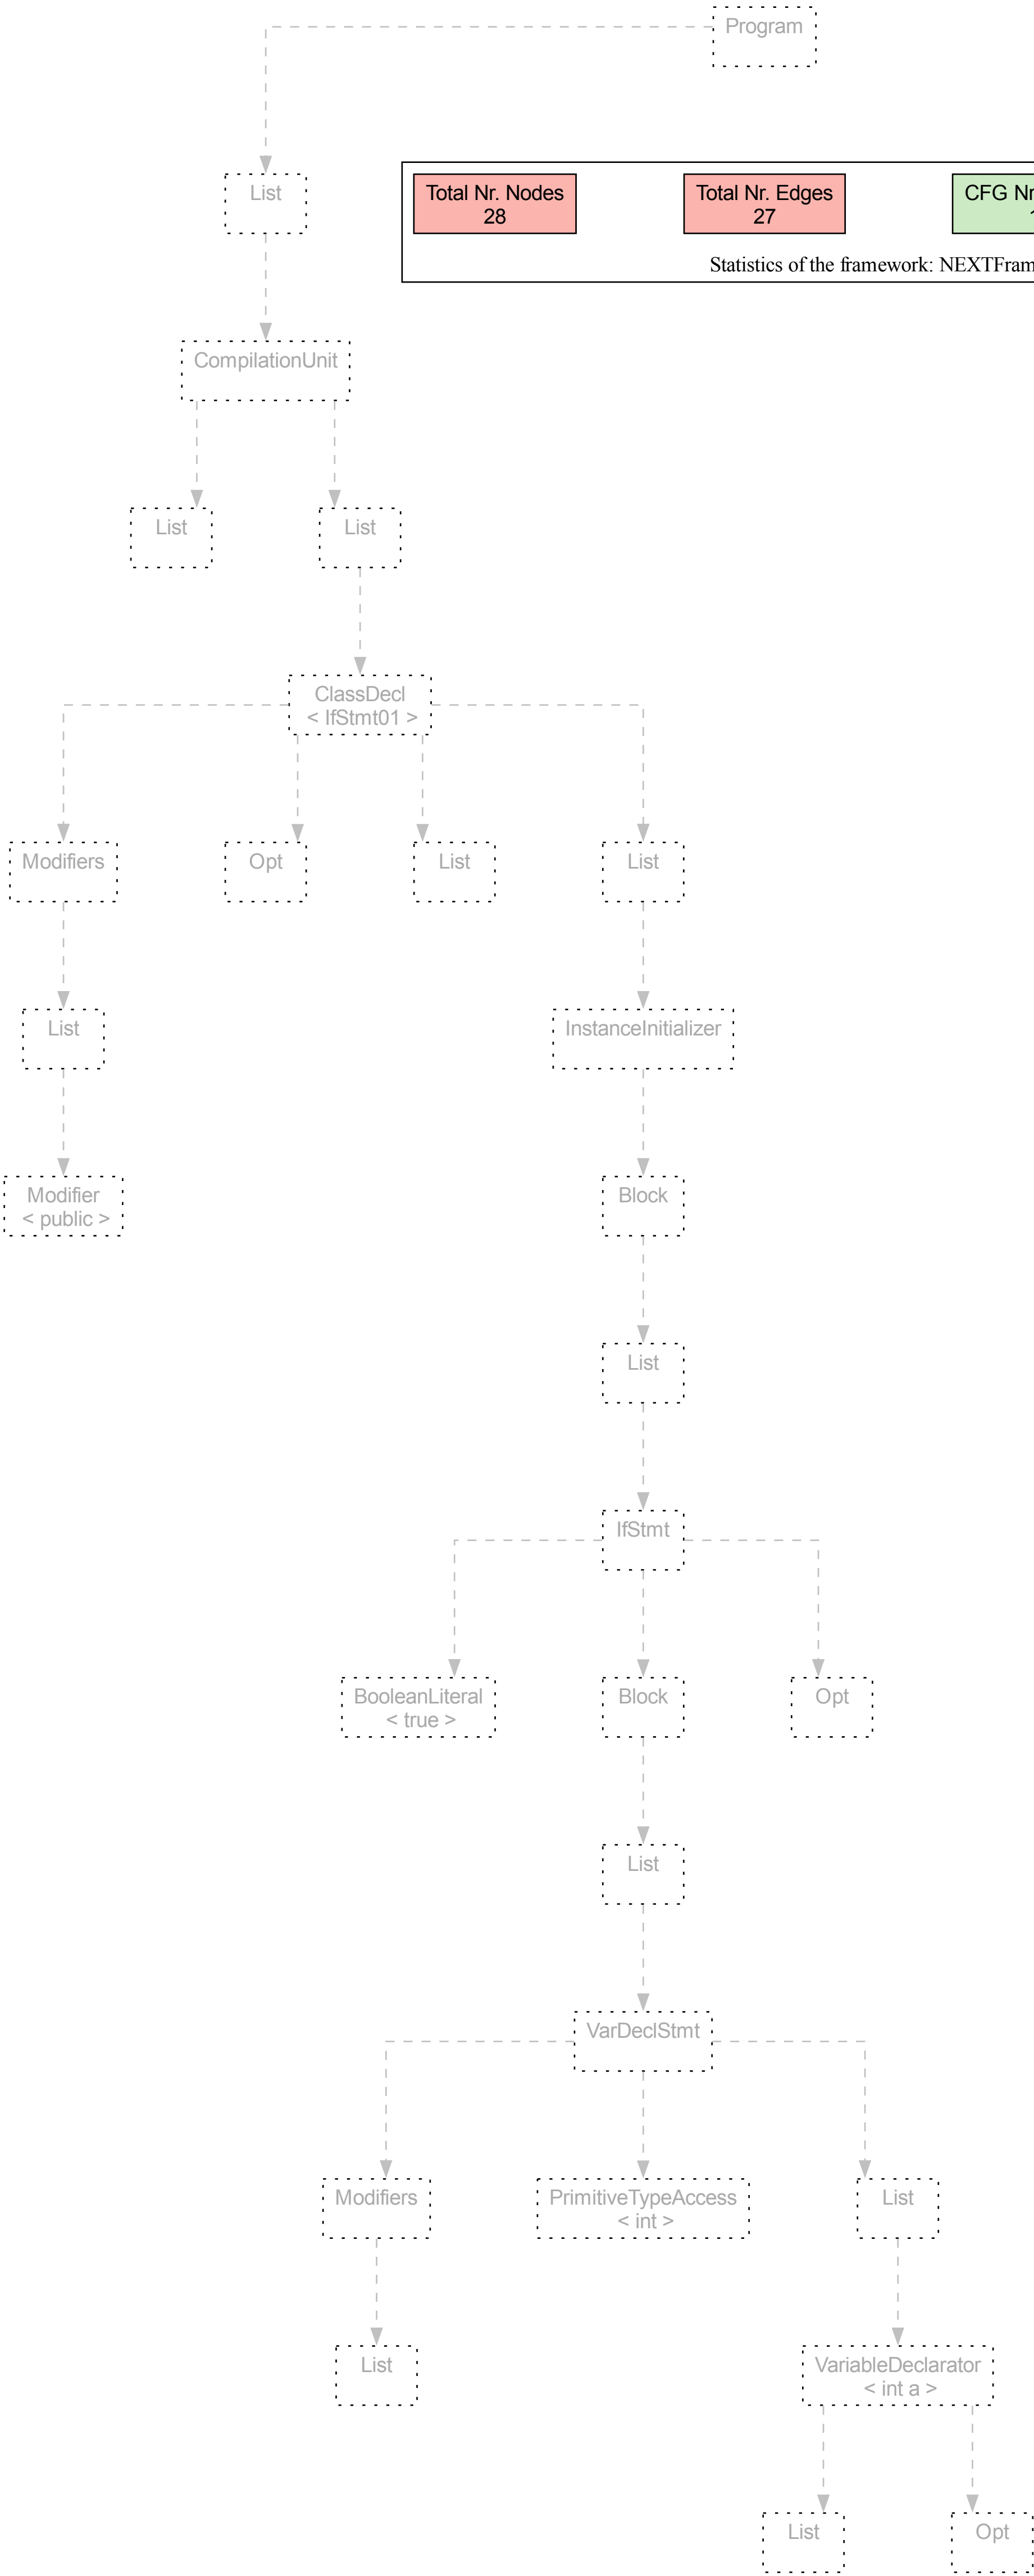 Program
List
Total Nr. Nodes
28
Total Nr. Edges
27
CFG Nr
Statistics of the framework: NEXTFram
CompilationUnit
List
List
ClassDecl
< IfStmt01 >
Modifiers
Opt
List
List
List
InstanceInitializer
Modifier
< public >
Block
List
IfStmt
BooleanLiteral
< true >
Block
Opt
List
VarDeclStmt
Modifiers
PrimitiveTypeAccess
< int >
List
List
VariableDeclarator
< int a >
List
Opt